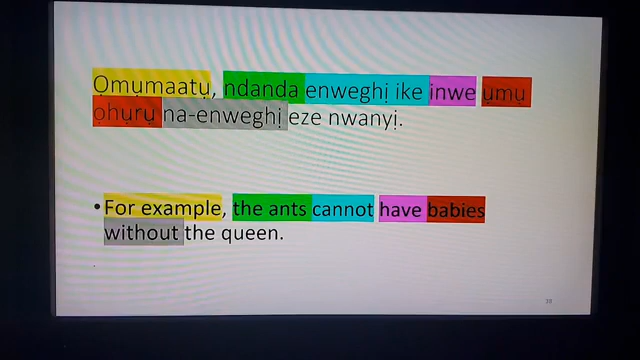 Ọmụmaatụ, ndanda enweghị ike inwe ụmụ
ọhụrụ na-enweghị eze nwanyị.
•For example, the ants cannot have babies
without the queen.
39